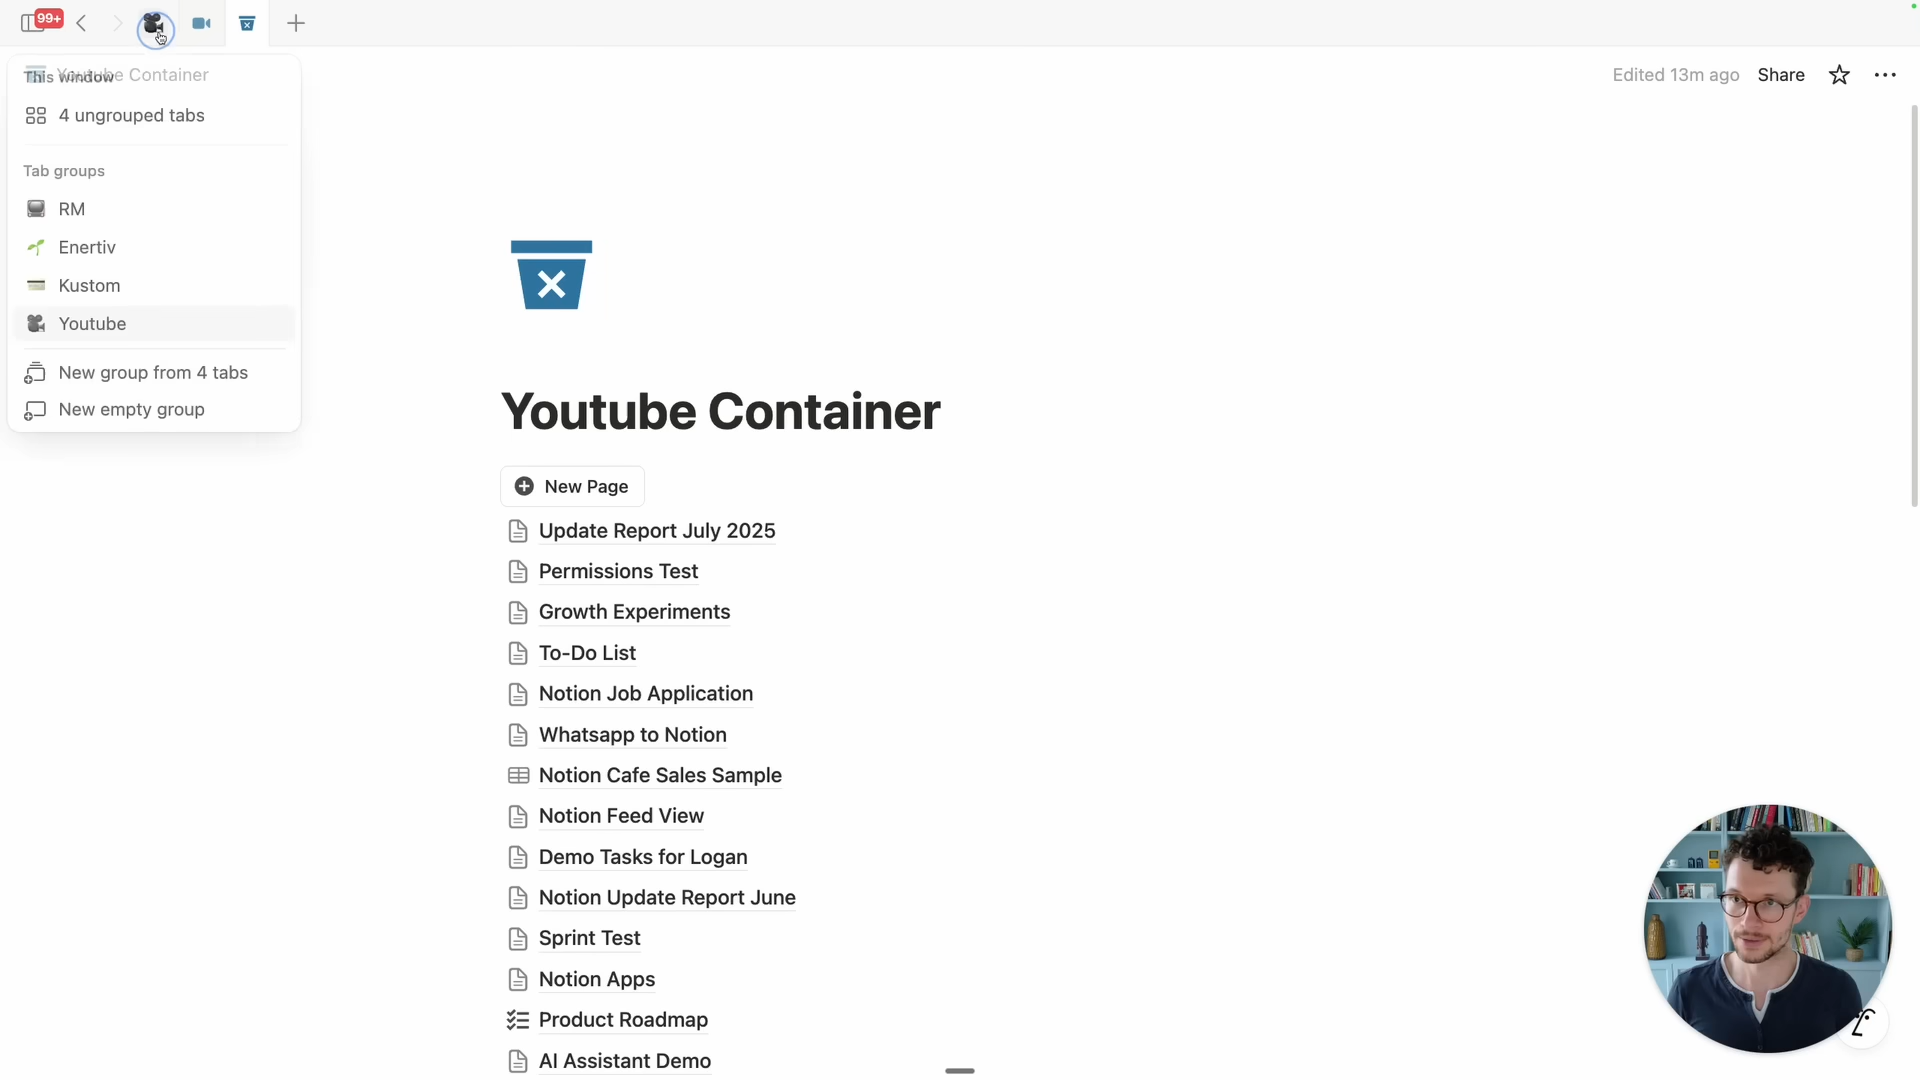 99+
This window
Youtube Container
4 ungrouped tabs
Tab groups
RM
Enertiv
Kustom
Youtube
New group from 4 tabs
New empty group
Edited 13m ago
Share
Youtube Container
New Page
Update Report July 2025
Permissions Test
Growth Experiments
To-Do List
Notion Job Application
Whatsapp to Notion
Notion Cafe Sales Sample
Notion Feed View
Demo Tasks for Logan
Notion Update Report June
Sprint Test
Notion Apps
Product Roadmap
AI Assistant Demo